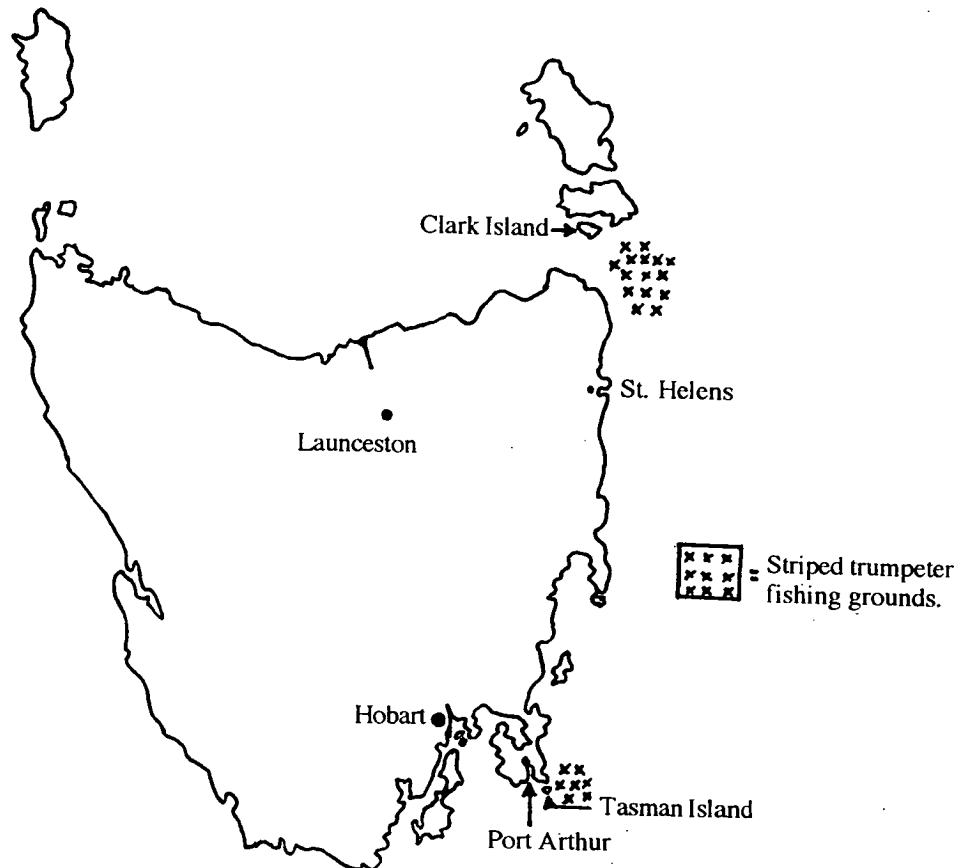 Clark Island
St. Helens
Launceston
= Striped trumpeter
fishing grounds.
Hobart
Tasman Island
Port Arthur